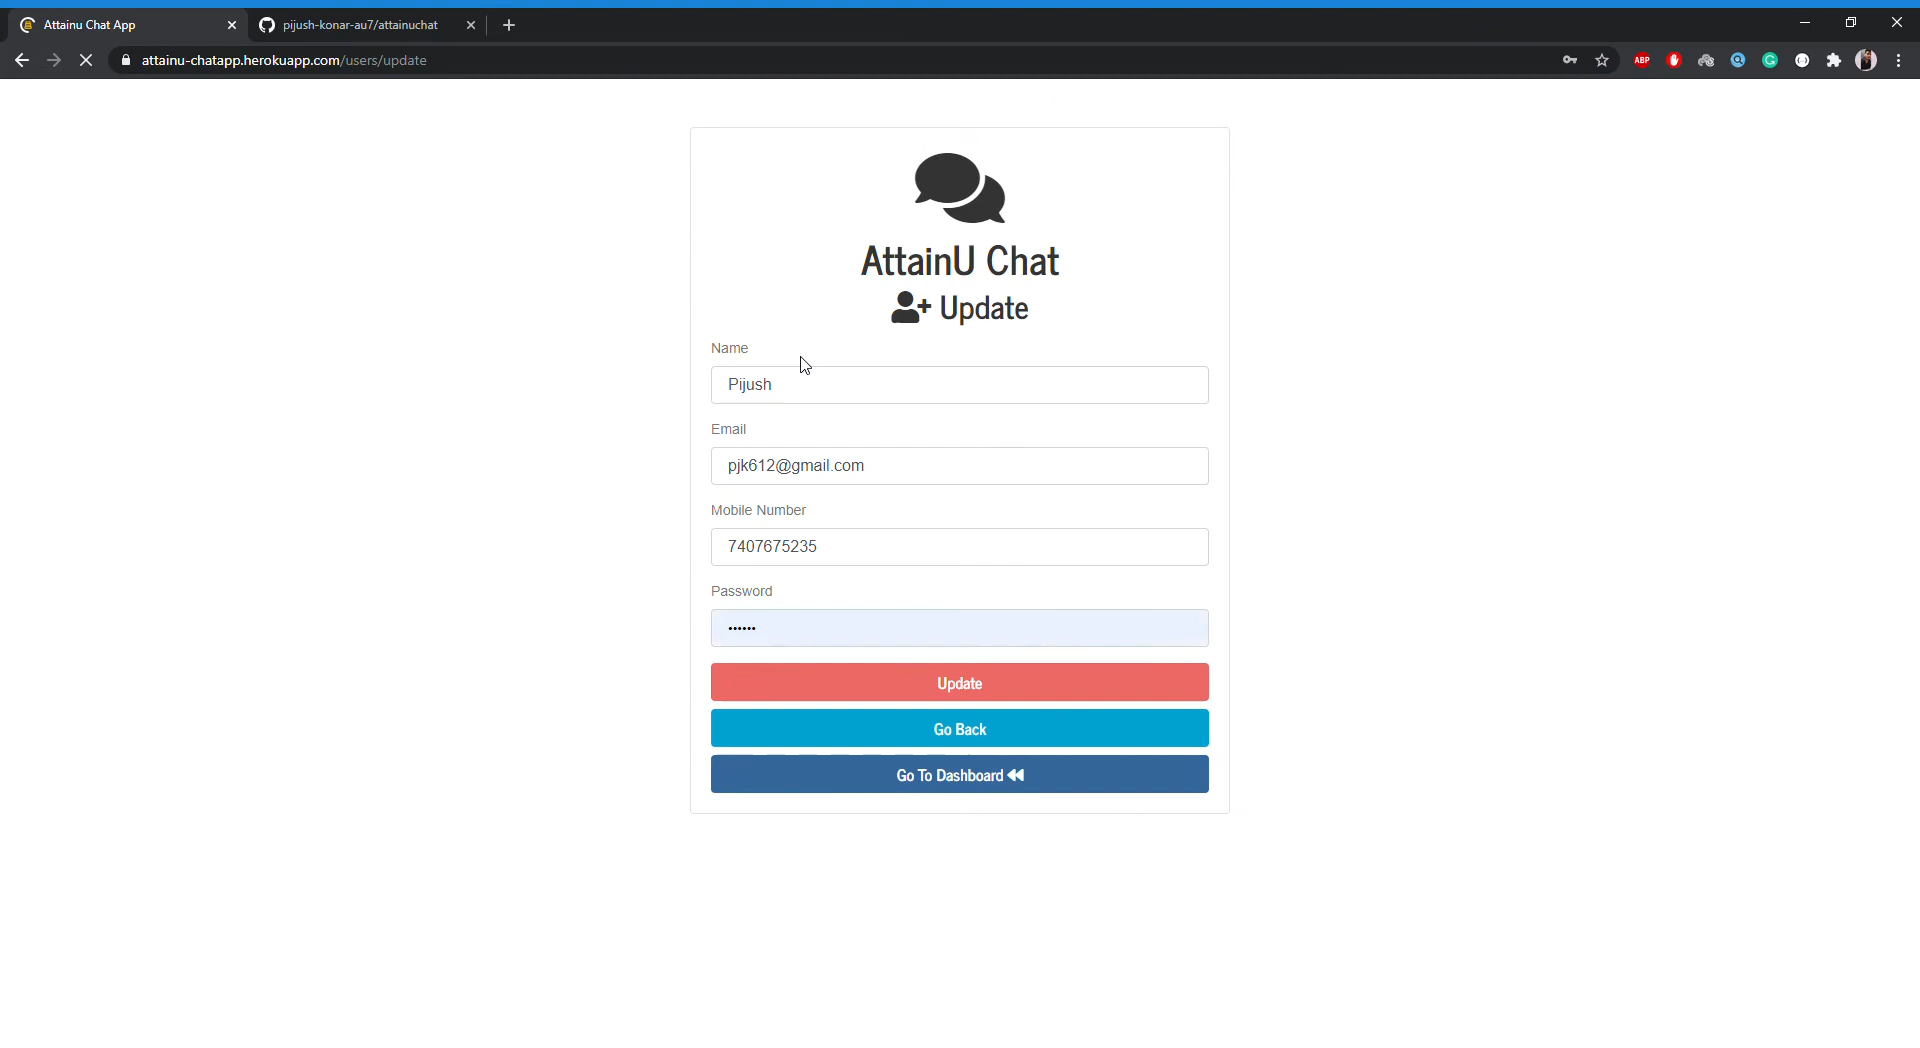 Attainu Chat App
pijush-konar-au7/attainuchat
attainu-chatapp.herokuapp.com/users/update
ABP
AttainU Chat
Update
Name
Pijush
Email
pjk612@gmail.com
Mobile Number
7407675235
Password
••••••
Update
Go Back
Go To Dashboard